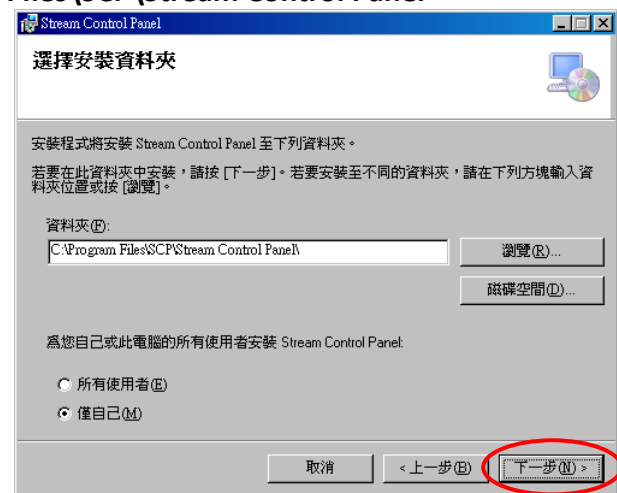 Files\SCP\Stream Control Panel
Stream Control Panel
選擇安裝資料夾
安裝程式將安裝 Stream Control Panel 至下列資料夾。
若要在此資料夾中安裝，請按 [下一步]。若要安裝至不同的資料夾，請在下列方塊輸入資
料夾位置或按 [瀏覽]。
資料夾(F):
C:\Program Files\SCP\Stream Control Panel\
瀏覽(R)...
磁碟空間(D)...
為您自己或此電腦的所有使用者安裝 Stream Control Panel:
所有使用者(E)
僅自己(M)
取消
< 上一步(B)
下一步(N) >